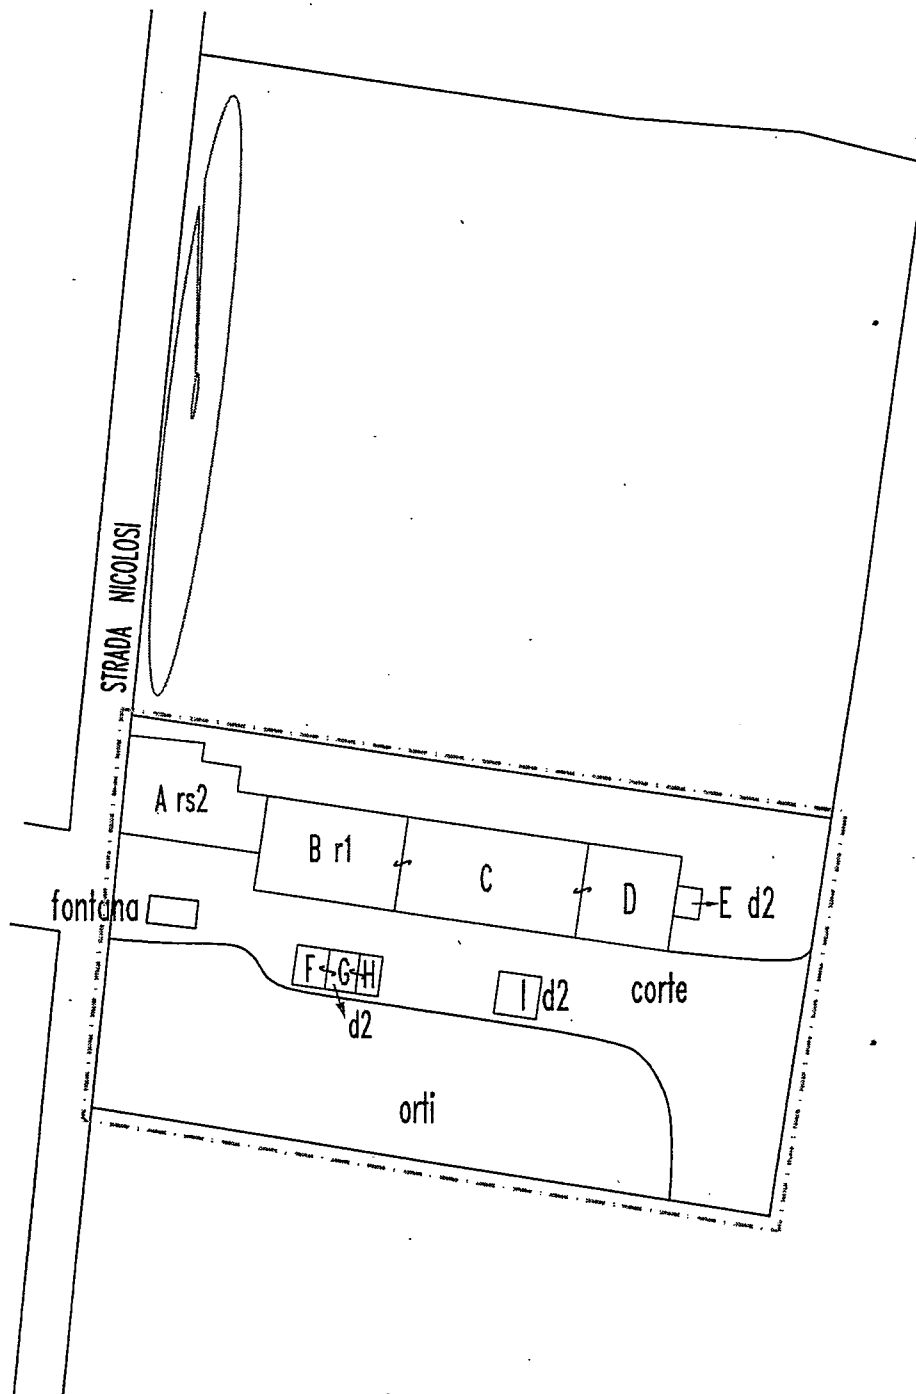 STRADA NICOLOSI
A rs2
B r1
C
D
E d2
fontana
F G H
d2
I d2
corte
orti